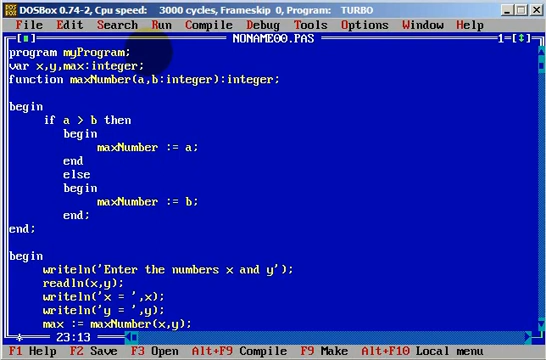 DOSBox 0.74-2, Cpu speed: 3000 cycles, Frameskip 0, Program: TURBO
File Edit Search Run Compile Debug Tools Options Window Help
NONAME00.PAS 1=[↕]
program myProgram;
var x,y,max:integer;
function maxNumber(a,b:integer):integer;
begin
if a > b then
begin
maxNumber := a;
end
else
begin
maxNumber := b;
end;
end;
begin
writeln('Enter the numbers x and y');
readln(x,y);
writeln('x = ',x);
writeln('y = ',y);
max := maxNumber(x,y);
23:13
F1 Help F2 Save F3 Open Alt+F9 Compile F9 Make Alt+F10 Local menu